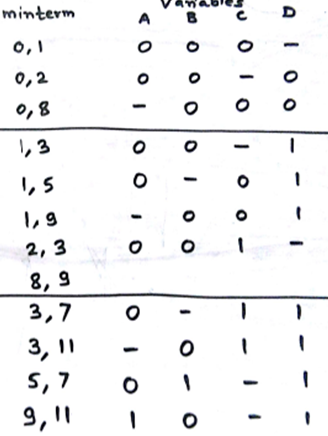 Variables
minterm A B C D
0,1 0 0 0 –
0,2 0 0 – 0
0,8 – 0 0 0
1,3 0 0 – 1
1,5 0 – 0 1
1,9 – 0 0 1
2,3 0 0 1 –
8,9
3,7 0 – 1 1
3,11 – 0 1 1
5,7 0 1 – 1
9,11 1 0 – 1